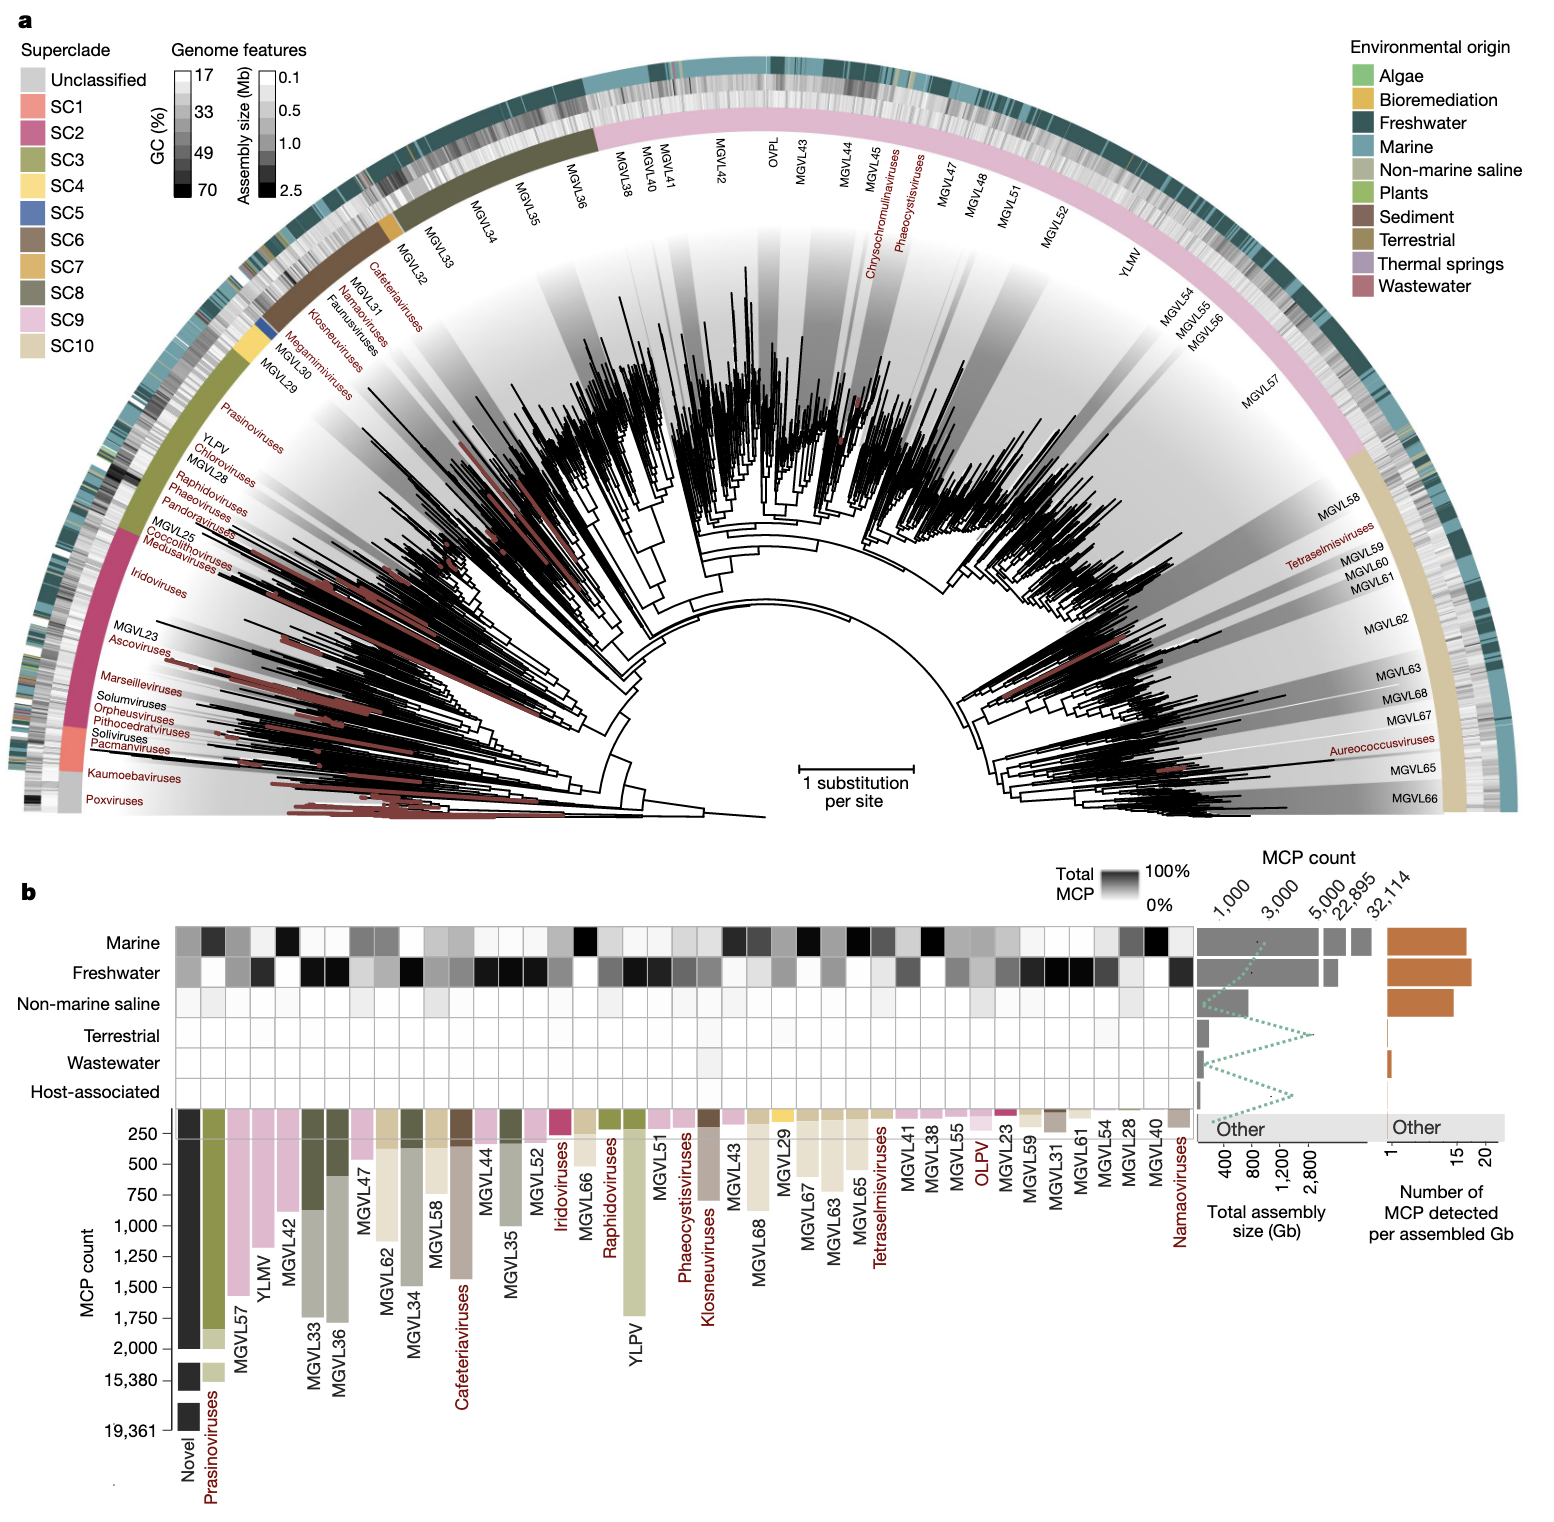 a
Superclade
Unclassified
SC1
SC2
SC3
SC4
SC5
SC6
SC7
SC8
SC9
SC10
Genome features
GC (%)
17
33
49
70
Assembly size (Mb)
0.1
0.5
1.0
2.5
Environmental origin
Algae
Bioremediation
Freshwater
Marine
Non-marine saline
Plants
Sediment
Terrestrial
Thermal springs
Wastewater
Poxviruses
Kaumoebaviruses
Pacmanviruses
Soliviruses
Pithocedratviruses
Orpheusviruses
Solumviruses
Marseilleviruses
Ascoviruses
MGVL23
Iridoviruses
Medusaviruses
Coccolithoviruses
MGVL25
Pandoraviruses
Phaeoviruses
Raphidoviruses
MGVL28
Chloroviruses
YLPV
Prasinoviruses
MGVL29
MGVL30
Megamimiviruses
Klosneuviruses
Faunusviruses
Namaoviruses
MGVL31
Cafeteriaviruses
MGVL32
MGVL33
MGVL34
MGVL35
MGVL36
MGVL38
MGVL40
MGVL41
MGVL42
OVPL
MGVL43
MGVL44
MGVL45
Chrysochromulinaviruses
Phaeocystisviruses
MGVL47
MGVL48
MGVL51
MGVL52
YLMV
MGVL54
MGVL55
MGVL56
MGVL57
MGVL58
Tetraselmisviruses
MGVL59
MGVL60
MGVL61
MGVL62
MGVL63
MGVL68
MGVL67
Aureococcusviruses
MGVL65
MGVL66
1 substitution
per site
b
Total
MCP
100%
0%
MCP count
1,000
3,000
5,000
22,895
32,114
Marine
Freshwater
Non-marine saline
Terrestrial
Wastewater
Host-associated
Other
Other
MCP count
250
500
750
1,000
1,250
1,500
1,750
2,000
15,380
19,361
Novel
Prasinoviruses
MGVL57
YLMV
MGVL42
MGVL33
MGVL36
MGVL47
MGVL62
MGVL34
MGVL58
Cafeteriaviruses
MGVL44
MGVL35
MGVL52
Iridoviruses
MGVL66
Raphidoviruses
YLPV
MGVL51
Phaeocystisviruses
Klosneuviruses
MGVL43
MGVL68
MGVL29
MGVL67
MGVL63
MGVL65
Tetraselmisviruses
MGVL41
MGVL38
MGVL55
OLPV
MGVL23
MGVL59
MGVL31
MGVL61
MGVL54
MGVL28
MGVL40
Namaoviruses
400
800
1,200
2,800
Total assembly
size (Gb)
1
15
20
Number of
MCP detected
per assembled Gb